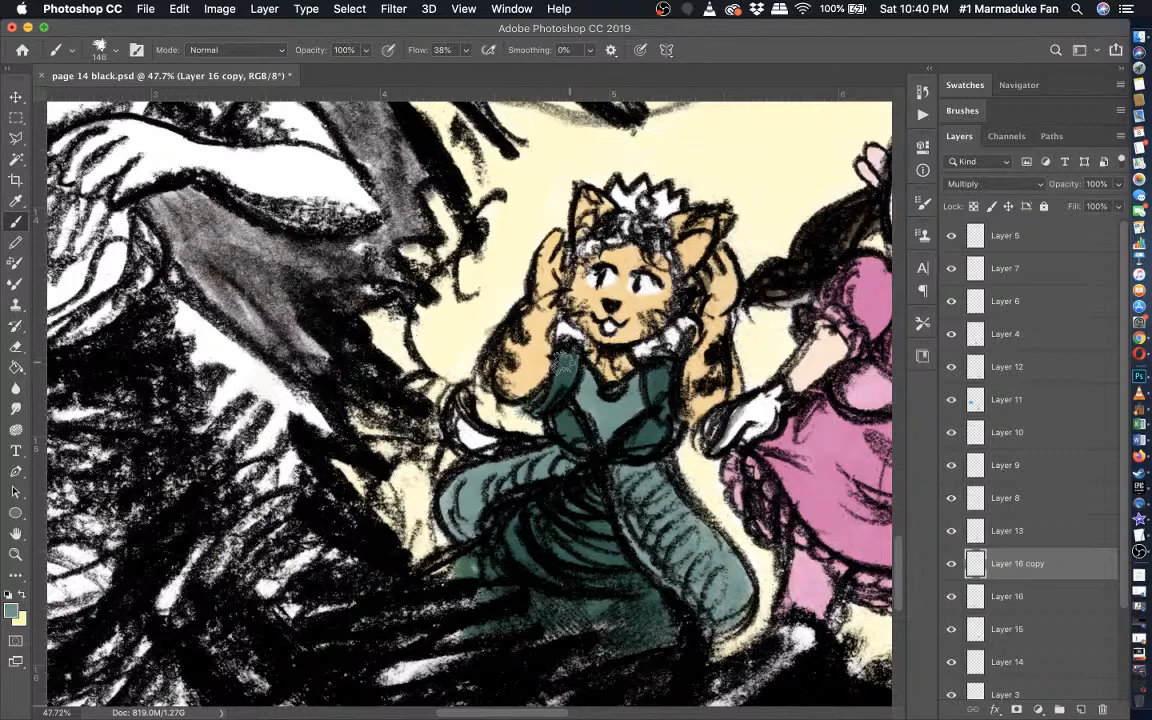 Photoshop CC File Edit Image Layer Type Select Filter 3D View Window Help 100% Sat 10:40 PM #1 Marmaduke Fan
Adobe Photoshop CC 2019
146 Mode: Normal Opacity: 100% Flow: 38% Smoothing: 0%
× page 14 black.psd @ 47.7% (Layer 16 copy, RGB/8*) *
3 4 5 6
Swatches Navigator
Brushes
Layers Channels Paths
Kind
Multiply Opacity: 100%
Lock: Fill: 100%
Layer 5
Layer 7
Layer 6
Layer 4
Layer 12
Layer 11
Layer 10
Layer 9
Layer 8
Layer 13
Layer 16 copy
Layer 16
Layer 15
Layer 14
Layer 3
47.72% Doc: 819.0M/1.27G